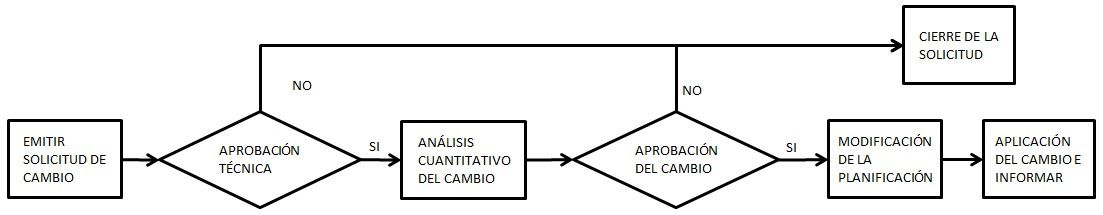 CIERRE DE LA
SOLICITUD
NO
NO
EMITIR
SOLICITUD DE
CAMBIO
APROBACIÓN
TÉCNICA
SI
ANÁLISIS
CUANTITATIVO
DEL CAMBIO
APROBACIÓN
DEL CAMBIO
SI
MODIFICACIÓN
DE LA
PLANIFICACIÓN
APLICACIÓN
DEL CAMBIO E
INFORMAR